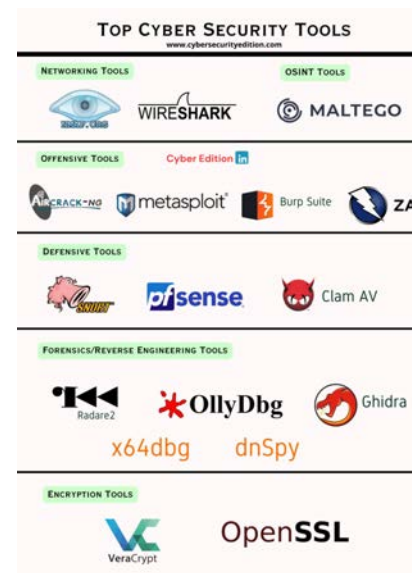 TOP CYBER SECURITY TOOLS
www.cybersecurityedition.com
NETWORKING TOOLS
OSINT TOOLS
WIRESHARK
MALTEGO
OFFENSIVE TOOLS
Cyber Edition in
AIRCRACK-NG
metasploit
Burp Suite
ZA
DEFENSIVE TOOLS
SNORT
pfsense
Clam AV
FORENSICS/REVERSE ENGINEERING TOOLS
Radare2
OllyDbg
Ghidra
x64dbg dnSpy
ENCRYPTION TOOLS
VeraCrypt
OpenSSL